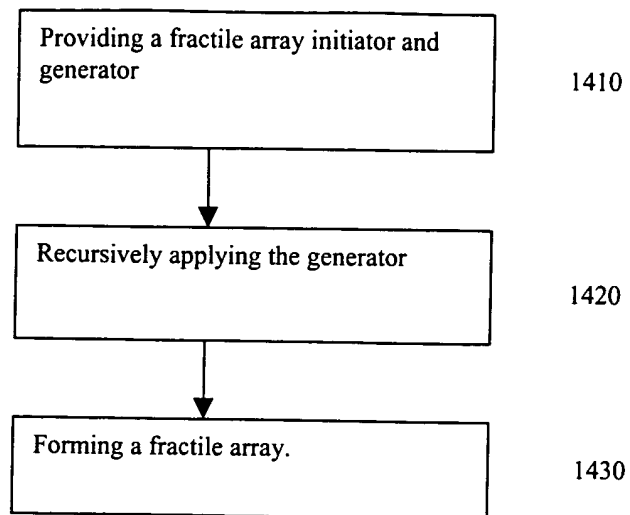 Providing a fractile array initiator and
generator
1410
Recursively applying the generator
1420
Forming a fractile array.
1430